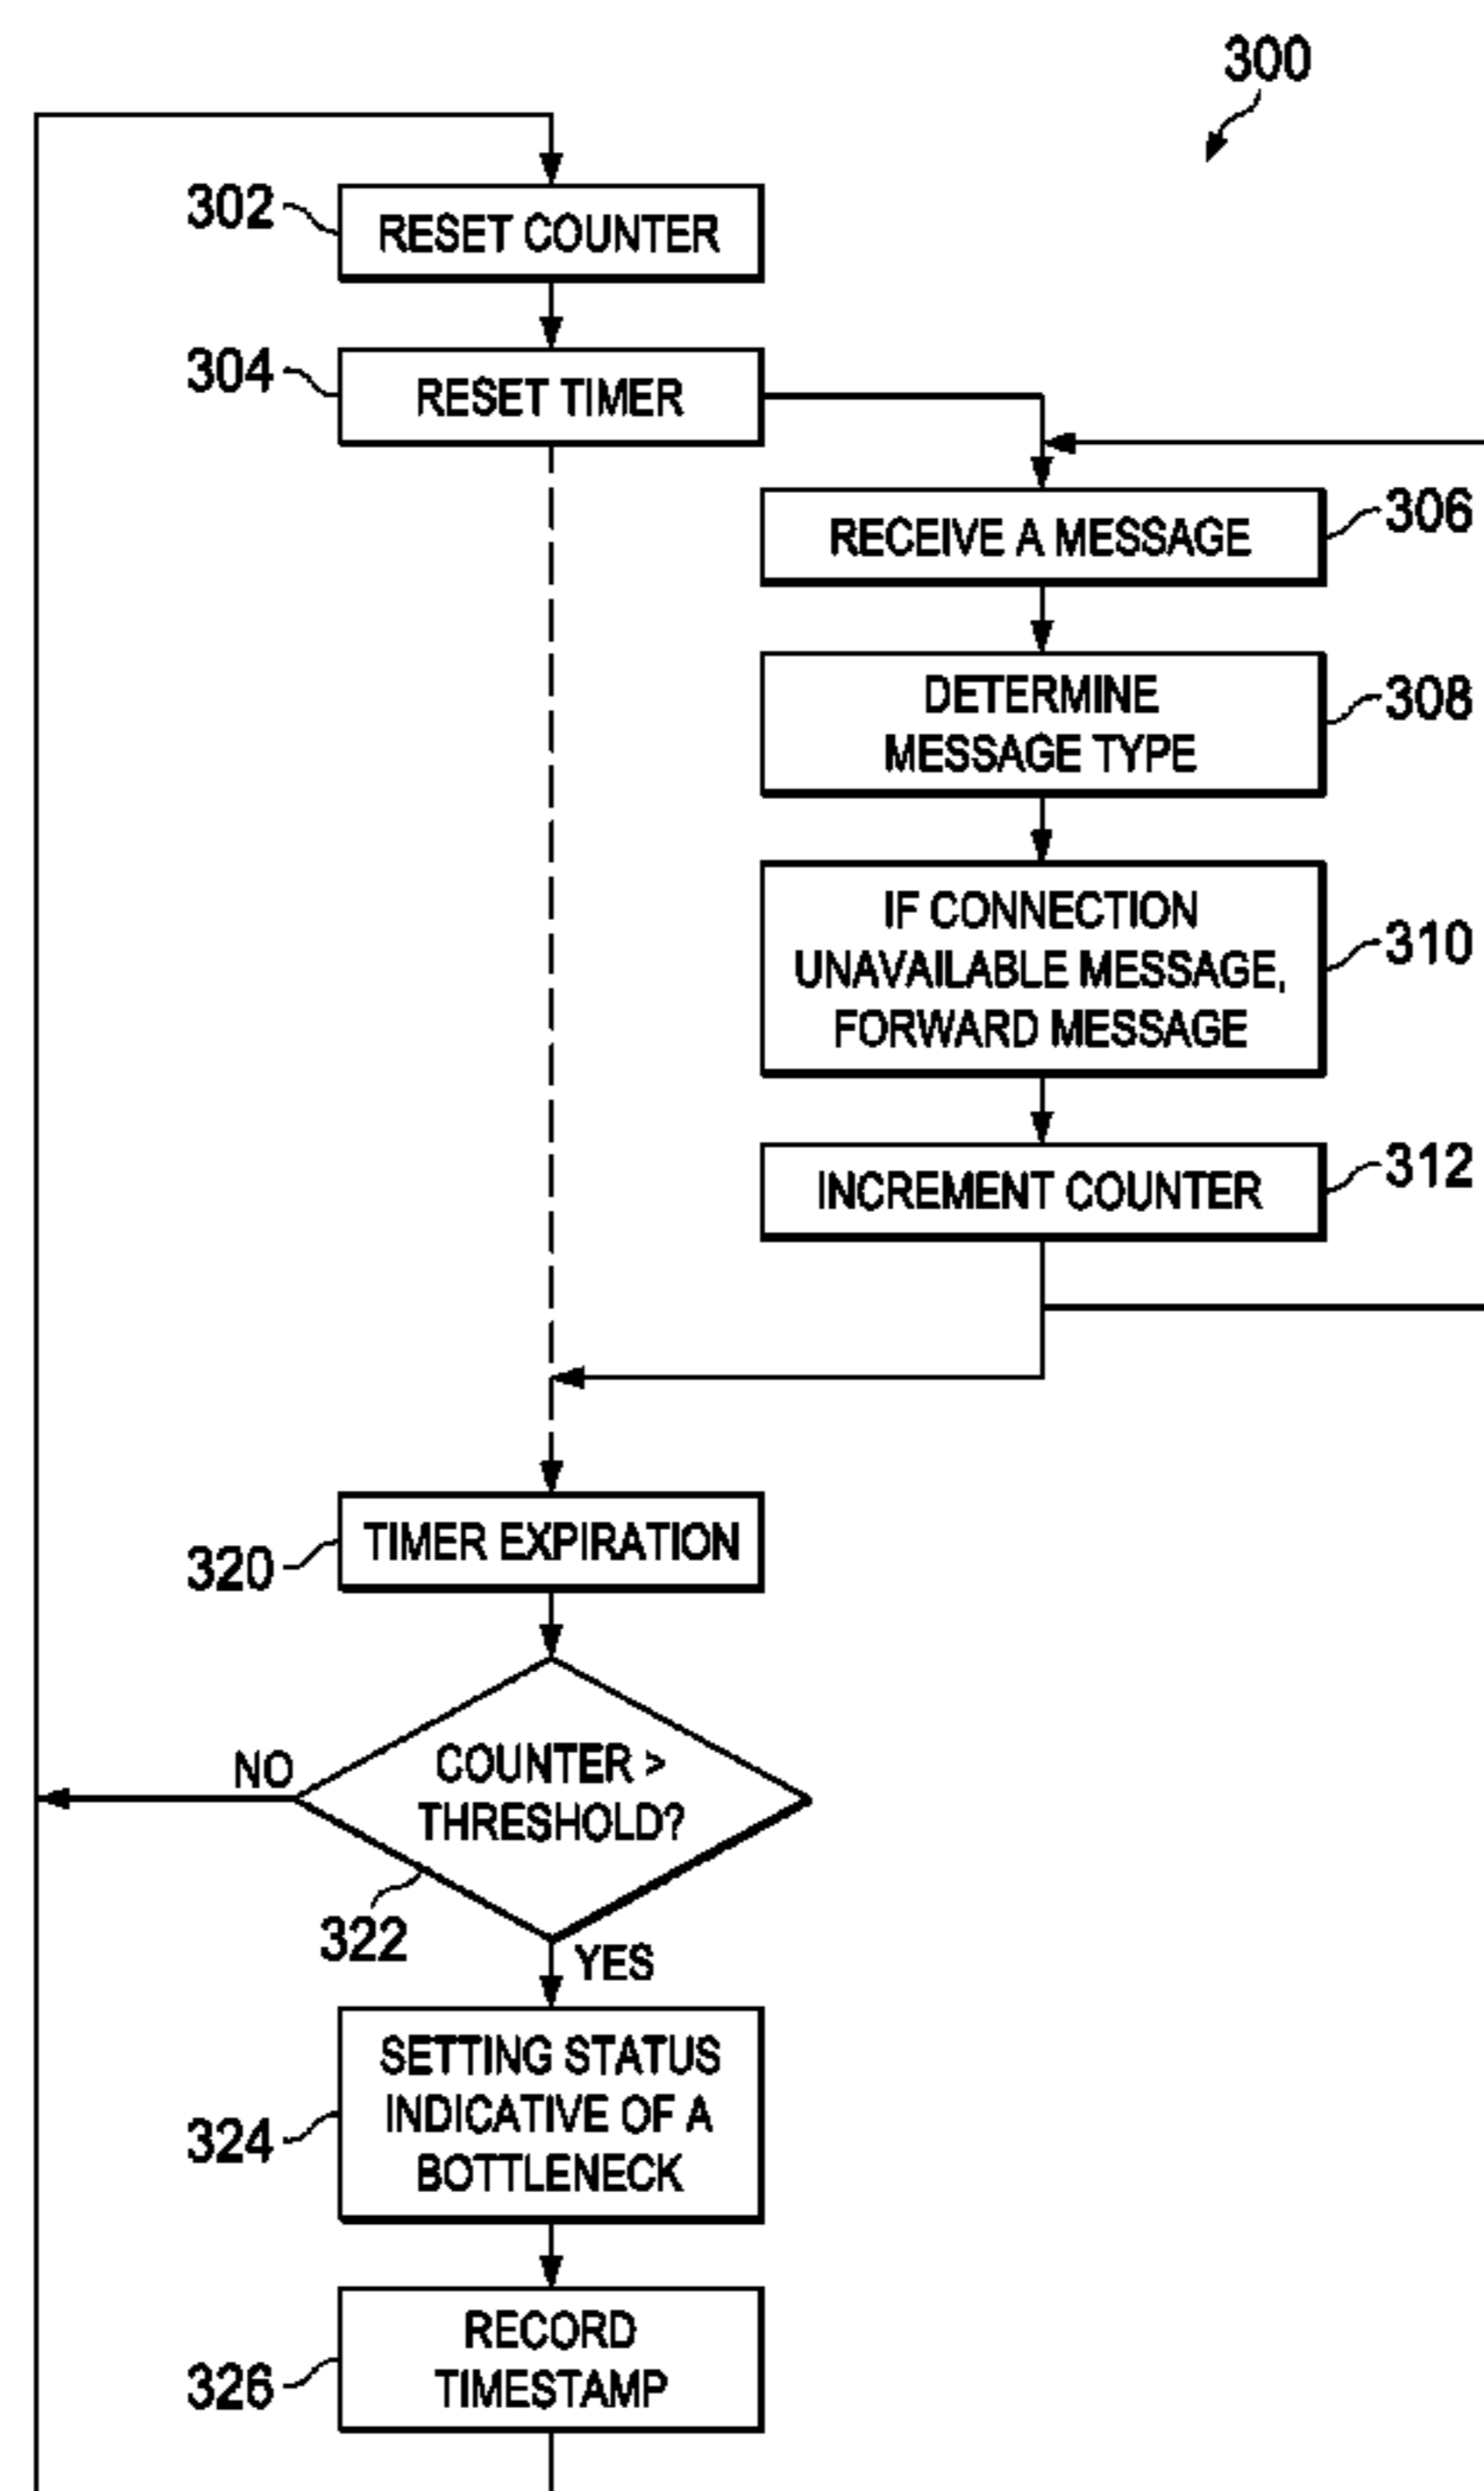 300
302
RESET COUNTER
304
RESET TIMER
RECEIVE A MESSAGE
306
DETERMINE
MESSAGE TYPE
308
IF CONNECTION
UNAVAILABLE MESSAGE,
FORWARD MESSAGE
310
INCREMENT COUNTER
312
TIMER EXPIRATION
320
NO
COUNTER >
THRESHOLD?
322
YES
SETTING STATUS
INDICATIVE OF A
BOTTLENECK
324
RECORD
TIMESTAMP
326